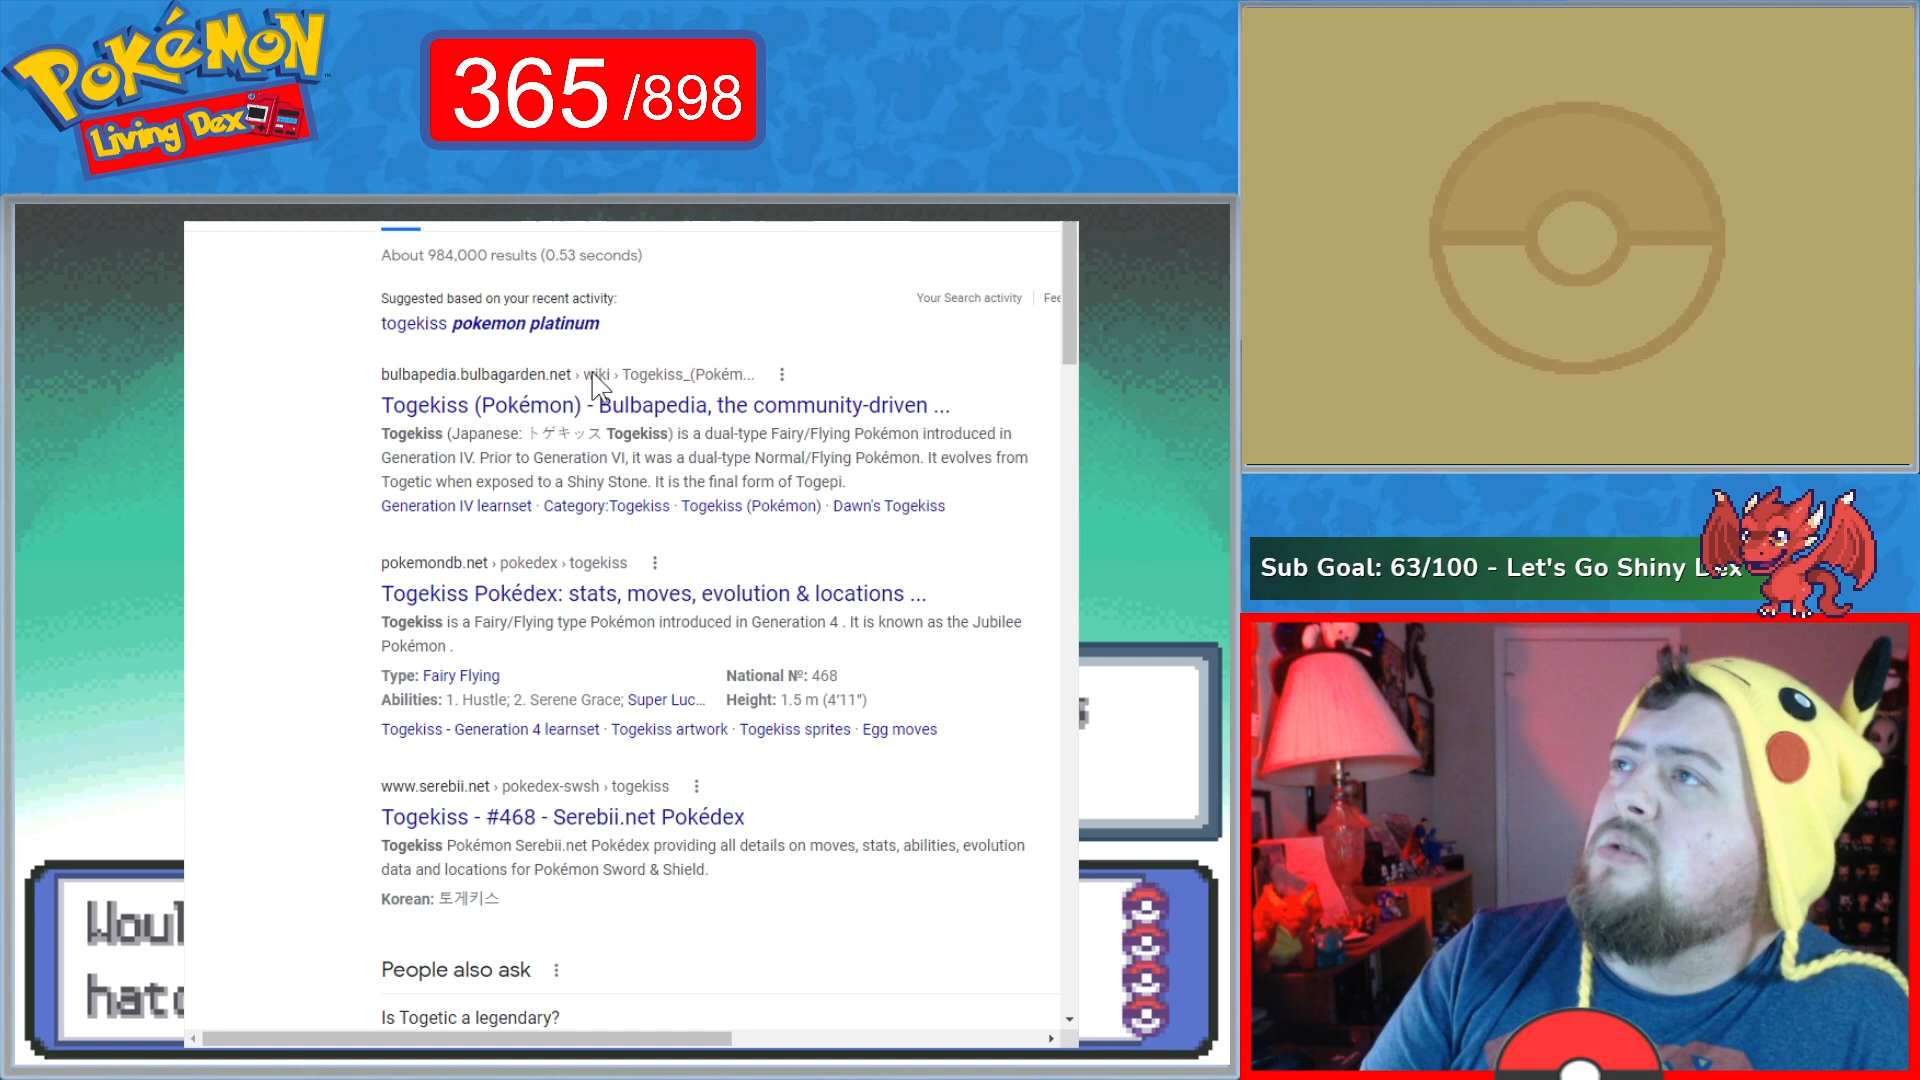 POKéMON
Living Dex
365 /898
About 984,000 results (0.53 seconds)
Suggested based on your recent activity:
Your Search activity
Fee
togekiss pokemon platinum
bulbapedia.bulbagarden.net › wiki › Togekiss_(Pokém...
Togekiss (Pokémon) - Bulbapedia, the community-driven ...
Togekiss (Japanese: トゲキッス Togekiss) is a dual-type Fairy/Flying Pokémon introduced in
Generation IV. Prior to Generation VI, it was a dual-type Normal/Flying Pokémon. It evolves from
Togetic when exposed to a Shiny Stone. It is the final form of Togepi.
Generation IV learnset · Category:Togekiss · Togekiss (Pokémon) · Dawn's Togekiss
pokemondb.net › pokedex › togekiss
Togekiss Pokédex: stats, moves, evolution & locations ...
Togekiss is a Fairy/Flying type Pokémon introduced in Generation 4 . It is known as the Jubilee
Pokémon .
Type: Fairy Flying
National №: 468
Abilities: 1. Hustle; 2. Serene Grace; Super Luc...
Height: 1.5 m (4'11")
Togekiss - Generation 4 learnset · Togekiss artwork · Togekiss sprites · Egg moves
www.serebii.net › pokedex-swsh › togekiss
Togekiss - #468 - Serebii.net Pokédex
Togekiss Pokémon Serebii.net Pokédex providing all details on moves, stats, abilities, evolution
data and locations for Pokémon Sword & Shield.
Korean: 토게키스
People also ask
Is Togetic a legendary?
Woul
hatc
Sub Goal: 63/100 - Let's Go Shiny Dex